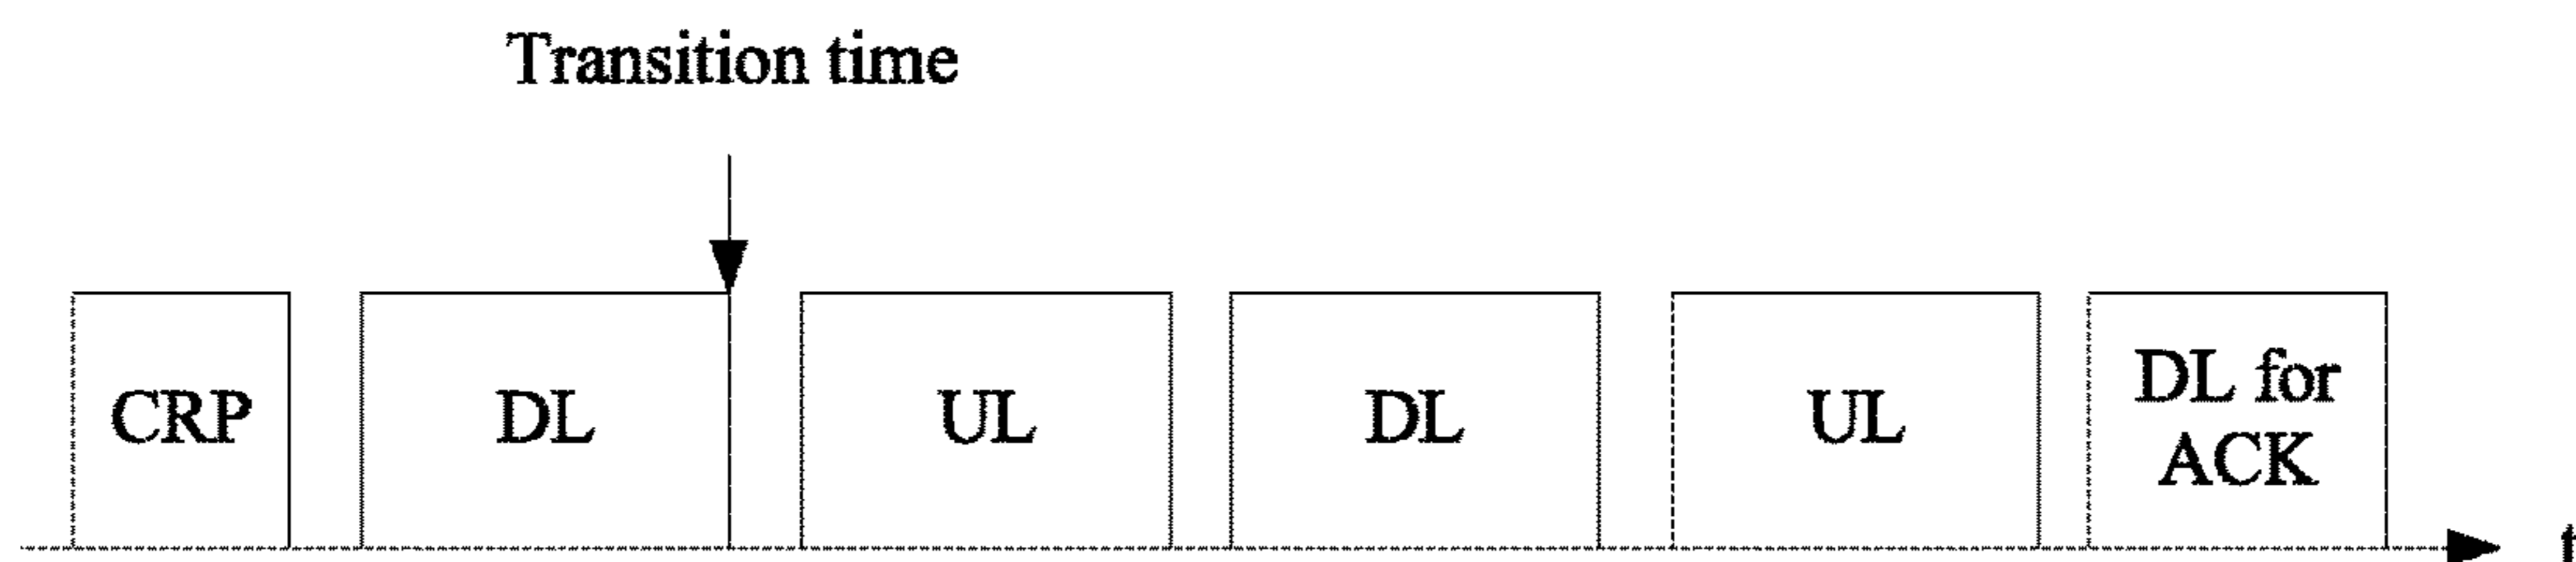 Transition time
CRP
DL
UL
DL
UL
DL for
ACK
t